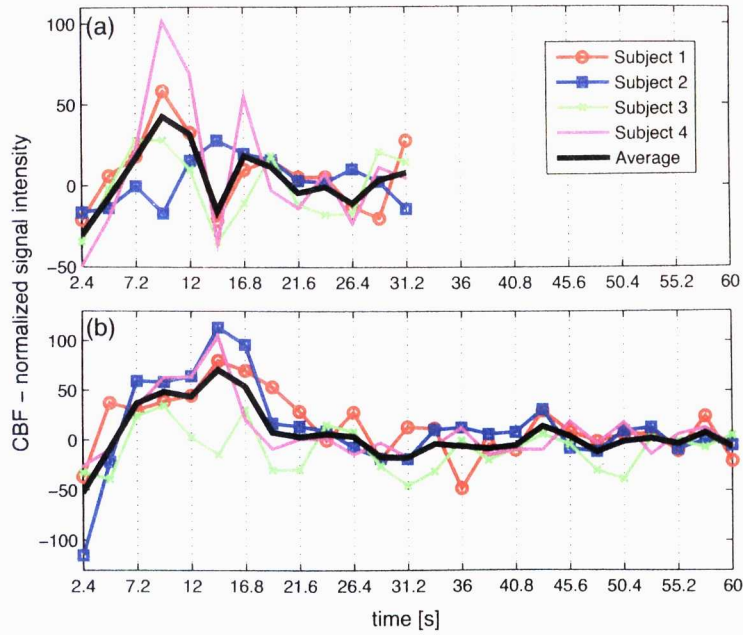 (a)
100
50
0
−50
2.4 7.2 12 16.8 21.6 26.4 31.2 36 40.8 45.6 50.4 55.2 60
Subject 1
Subject 2
Subject 3
Subject 4
Average
CBF − normalized signal intensity
(b)
100
50
0
−50
−100
2.4 7.2 12 16.8 21.6 26.4 31.2 36 40.8 45.6 50.4 55.2 60
time [s]